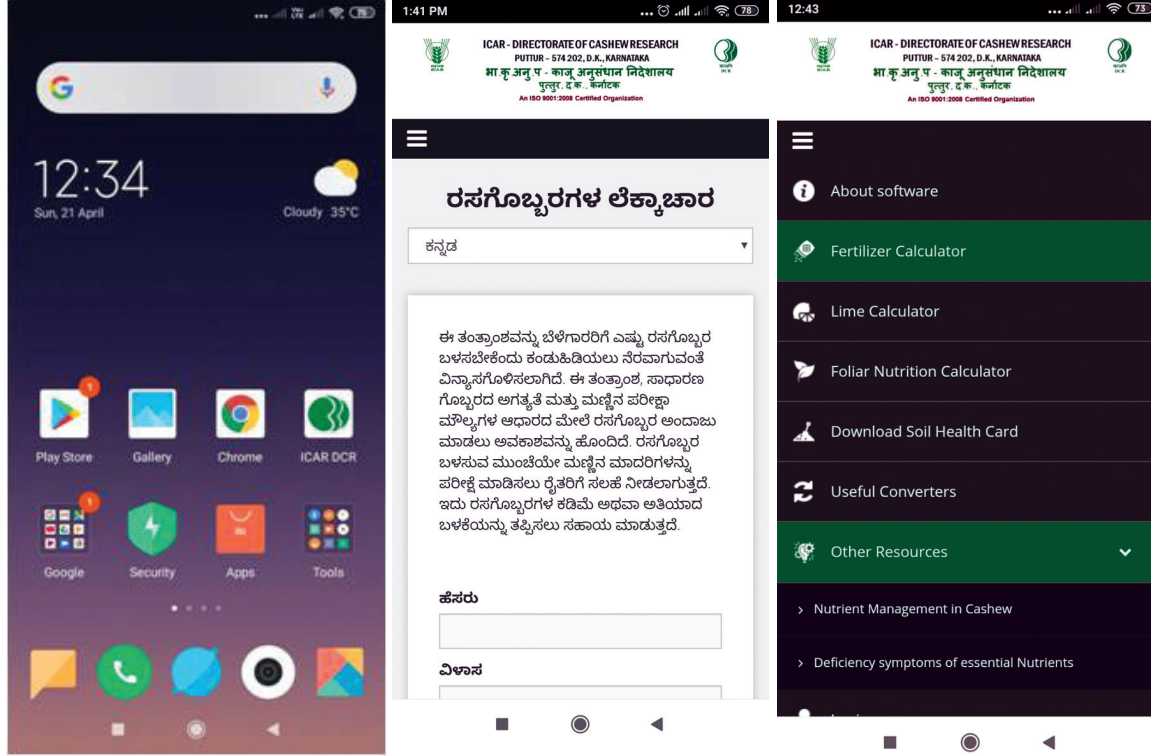 VoLTE
75
G
12:34
Sun, 21 April
Cloudy 35°C
1
Play Store
Gallery
Chrome
ICAR DCR
1
Google
Security
Apps
Tools
1:41 PM
78
ICAR - DIRECTORATE OF CASHEW RESEARCH
PUTTUR – 574 202, D.K., KARNATAKA
भा.कृ.अनु.प - काजू अनुसंधान निदेशालय
पुत्तूर, द.क., कर्नाटक
An ISO 9001:2008 Certified Organization
ರಸಗೊಬ್ಬರಗಳ ಲೆಕ್ಕಾಚಾರ
ಕನ್ನಡ
ಈ ತಂತ್ರಾಂಶವನ್ನು ಬೆಳೆಗಾರರಿಗೆ ಎಷ್ಟು ರಸಗೊಬ್ಬರ
ಬಳಸಬೇಕೆಂದು ಕಂಡುಹಿಡಿಯಲು ನೆರವಾಗುವಂತೆ
ವಿನ್ಯಾಸಗೊಳಿಸಲಾಗಿದೆ. ಈ ತಂತ್ರಾಂಶ, ಸಾಧಾರಣ
ಗೊಬ್ಬರದ ಅಗತ್ಯತೆ ಮತ್ತು ಮಣ್ಣಿನ ಪರೀಕ್ಷಾ
ಮೌಲ್ಯಗಳ ಆಧಾರದ ಮೇಲೆ ರಸಗೊಬ್ಬರ ಅಂದಾಜು
ಮಾಡಲು ಅವಕಾಶವನ್ನು ಹೊಂದಿದೆ. ರಸಗೊಬ್ಬರ
ಬಳಸುವ ಮುಂಚೆಯೇ ಮಣ್ಣಿನ ಮಾದರಿಗಳನ್ನು
ಪರೀಕ್ಷೆ ಮಾಡಿಸಲು ರೈತರಿಗೆ ಸಲಹೆ ನೀಡಲಾಗುತ್ತದೆ.
ಇದು ರಸಗೊಬ್ಬರಗಳ ಕಡಿಮೆ ಅಥವಾ ಅತಿಯಾದ
ಬಳಕೆಯನ್ನು ತಪ್ಪಿಸಲು ಸಹಾಯ ಮಾಡುತ್ತದೆ.
ಹೆಸರು
ವಿಳಾಸ
12:43
73
ICAR - DIRECTORATE OF CASHEW RESEARCH
PUTTUR – 574 202, D.K., KARNATAKA
भा.कृ.अनु.प - काजू अनुसंधान निदेशालय
पुत्तूर, द.क., कर्नाटक
An ISO 9001:2008 Certified Organization
About software
Fertilizer Calculator
Lime Calculator
Foliar Nutrition Calculator
Download Soil Health Card
Useful Converters
Other Resources
Nutrient Management in Cashew
Deficiency symptoms of essential Nutrients